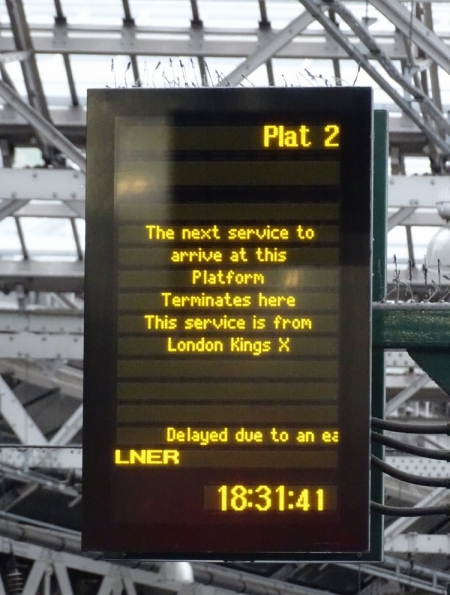 Plat 2
The next service to
arrive at this
Platform
Terminates here
This service is from
London Kings X
Delayed due to an ea
LNER
18:31:41